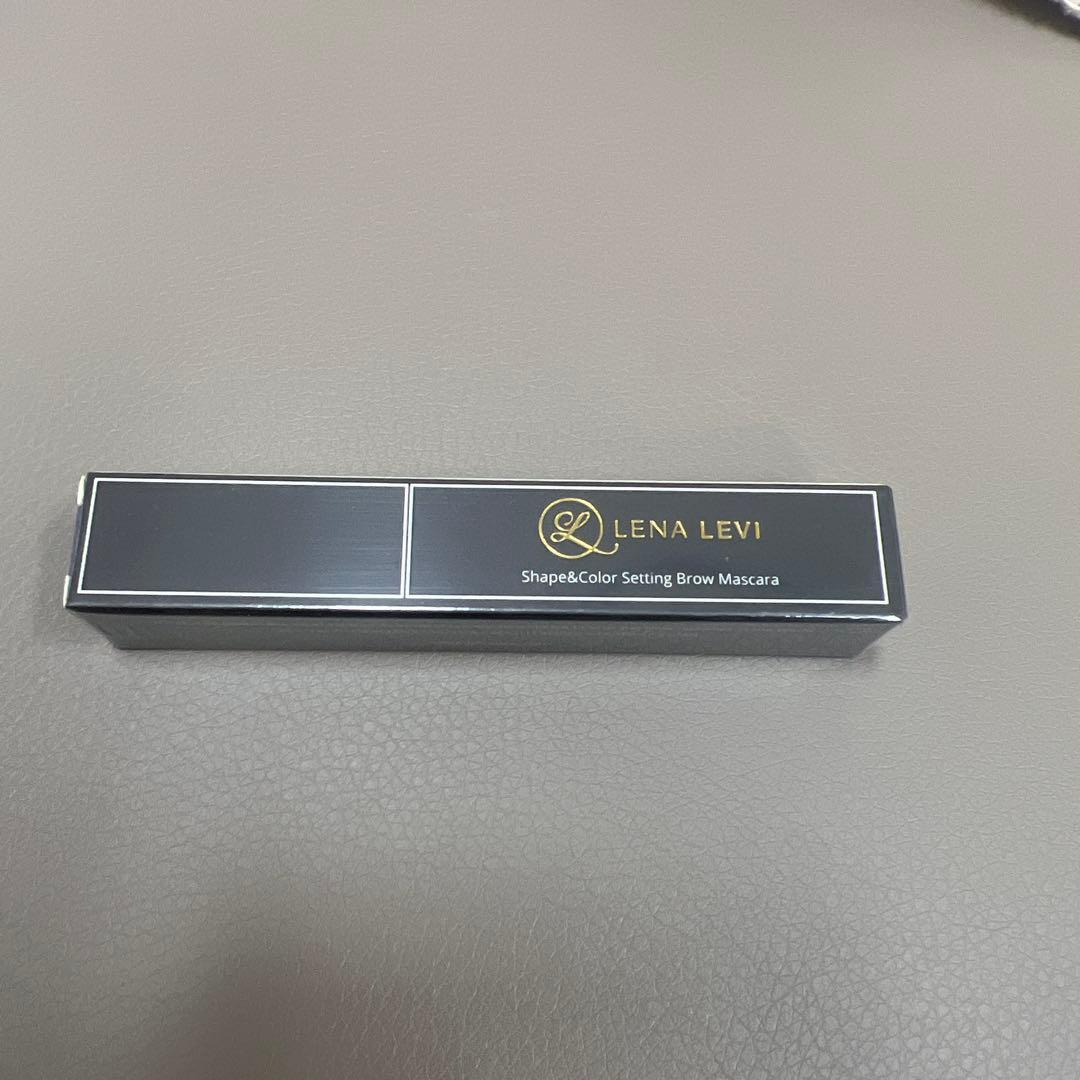 LENA LEVI
Shape&Color Setting Brow Mascara